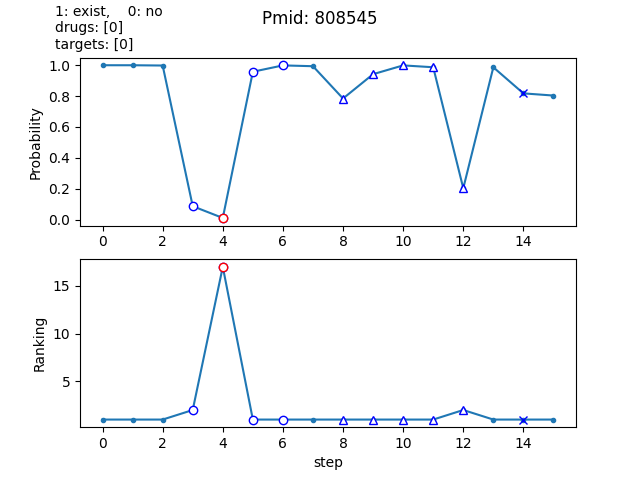 1: exist,    0: no
drugs: [0]
targets: [0]
Pmid: 808545
1.0
0.8
0.6
0.4
0.2
0.0
Probability
0 2 4 6 8 10 12 14
15
10
5
Ranking
0 2 4 6 8 10 12 14
step